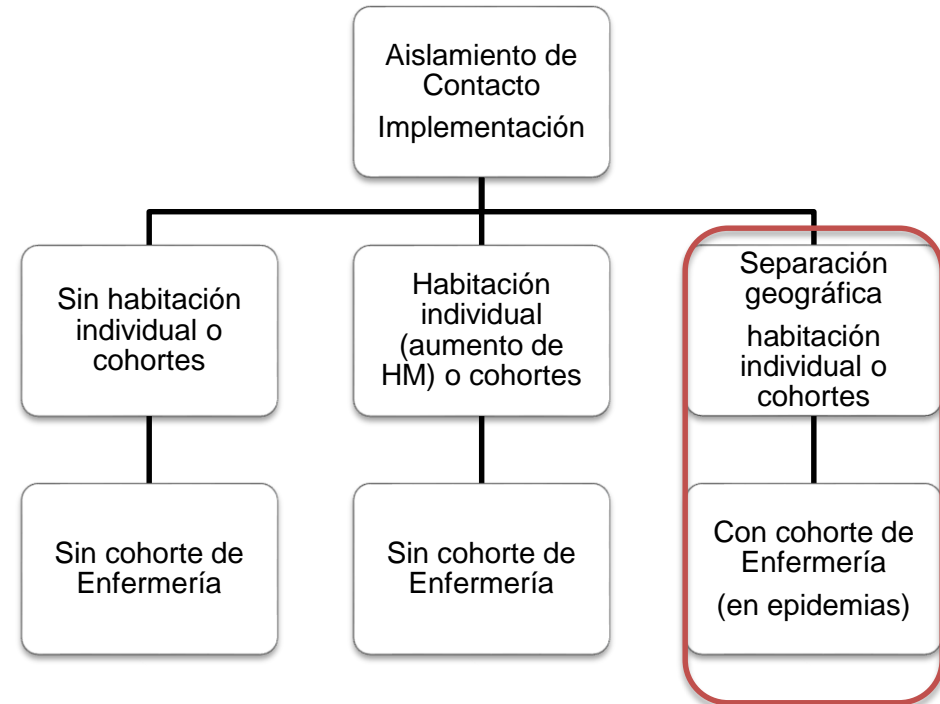 Aislamiento de
Contacto
Implementación
Sin habitación
individual o
cohortes
Habitación
individual
(aumento de
HM) o cohortes
Separación
geográfica
habitación
individual o
cohortes
Sin cohorte de
Enfermería
Sin cohorte de
Enfermería
Con cohorte de
Enfermería
(en epidemias)